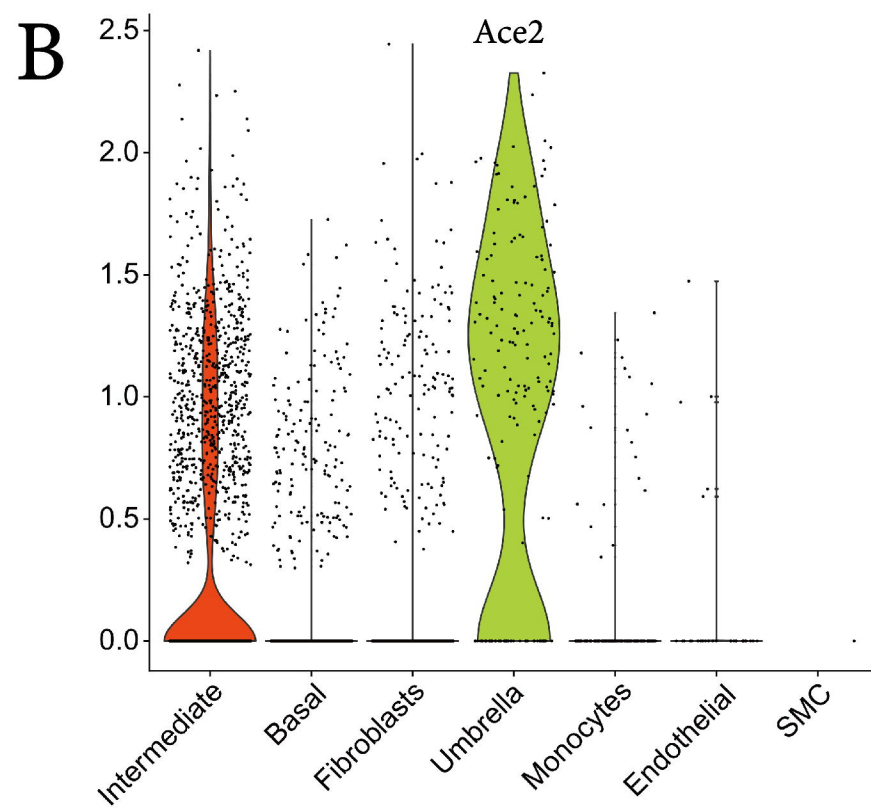 B
Ace2
2.5
2.0
1.5
1.0
0.5
0.0
Intermediate
Basal
Fibroblasts
Umbrella
Monocytes
Endothelial
SMC